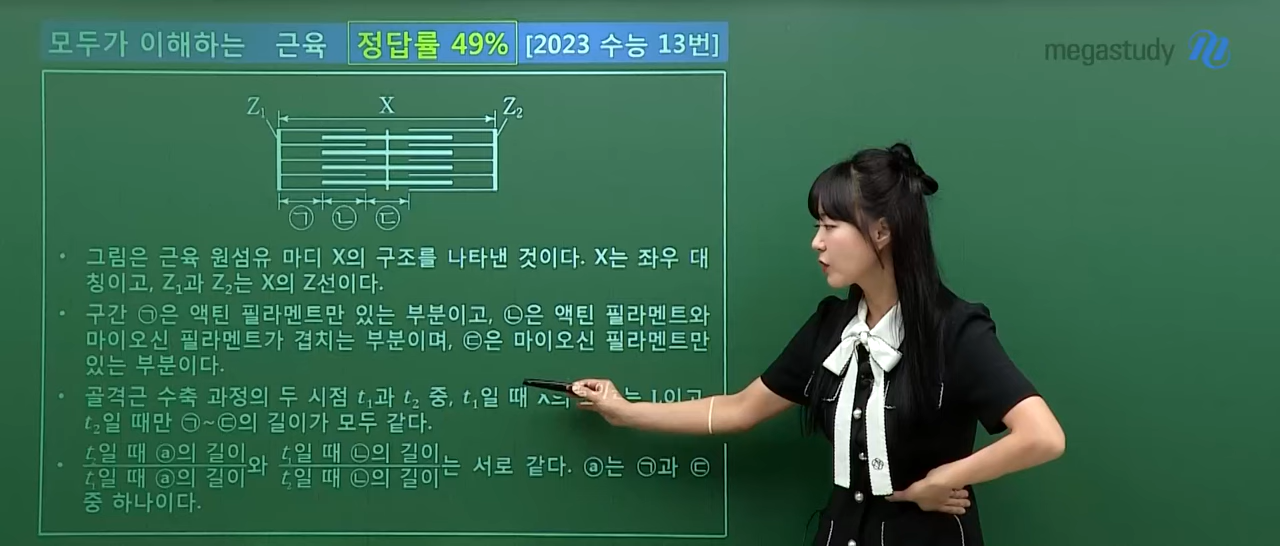 모두가 이해하는 근육 정답률 49% [2023 수능 13번]
megastudy
Z₁ X Z₂
㉠ ㉡ ㉢
• 그림은 근육 원섬유 마디 X의 구조를 나타낸 것이다. X는 좌우 대
칭이고, Z₁과 Z₂는 X의 Z선이다.
• 구간 ㉠은 액틴 필라멘트만 있는 부분이고, ㉡은 액틴 필라멘트와
마이오신 필라멘트가 겹치는 부분이며, ㉢은 마이오신 필라멘트만
있는 부분이다.
• 골격근 수축 과정의 두 시점 t₁과 t₂ 중, t₁일 때 X의 는 L이고
t₂일 때만 ㉠~㉢의 길이가 모두 같다.
• t₂일 때 ⓐ의 길이/t₁일 때 ⓐ의 길이 와 t₁일 때 ㉡의 길이/t₂일 때 ㉡의 길이 는 서로 같다. ⓐ는 ㉠과 ㉢
중 하나이다.